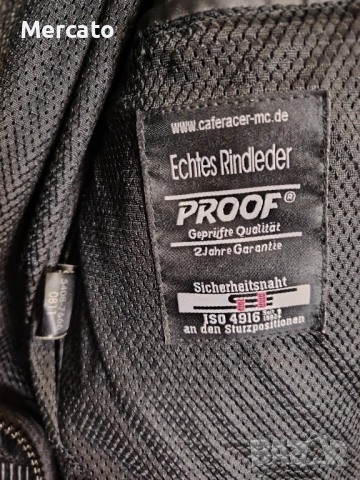 Mercato
www.caferacer-mc.de
Echtes Rindleder
PROOF®
Geprüfte Qualität
2 Jahre Garantie
Sicherheitsnaht
ISO 4916
an den Sturzpositionen